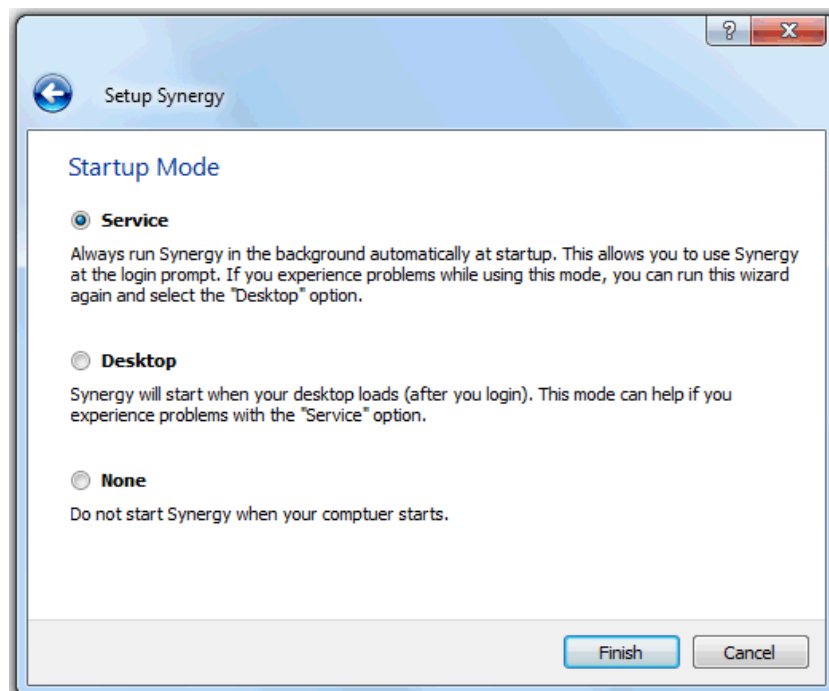 Setup Synergy
Startup Mode
Service
Always run Synergy in the background automatically at startup. This allows you to use Synergy
at the login prompt. If you experience problems while using this mode, you can run this wizard
again and select the "Desktop" option.
Desktop
Synergy will start when your desktop loads (after you login). This mode can help if you
experience problems with the "Service" option.
None
Do not start Synergy when your comptuer starts.
Finish
Cancel